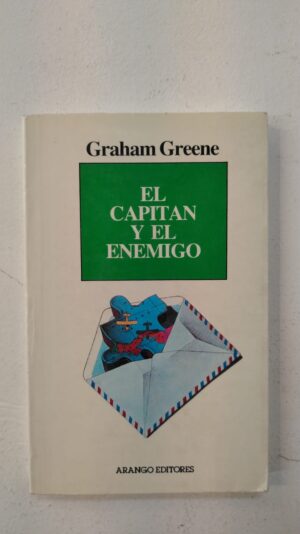 Graham Greene
EL
CAPITAN
Y EL
ENEMIGO
ARANGO EDITORES